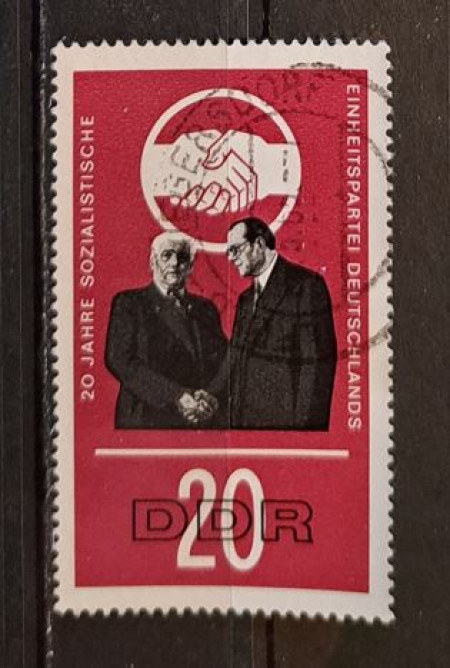 20 JAHRE SOZIALISTISCHE
EINHEITSPARTEI DEUTSCHLANDS
20
DDR